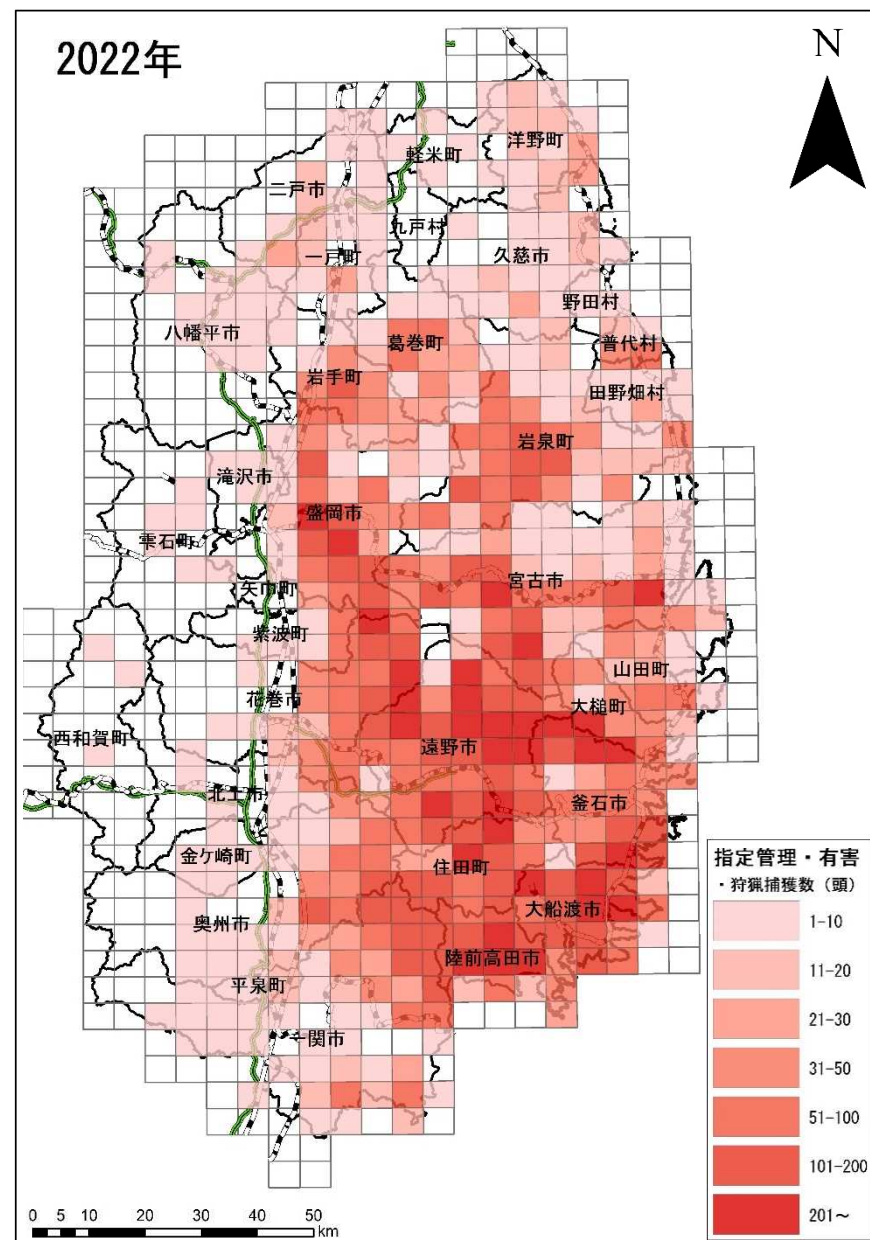 2022年
N
洋野町
軽米町
二戸市
九戸村
一戸町
久慈市
野田村
八幡平市
葛巻町
普代村
岩手町
田野畑村
岩泉町
滝沢市
盛岡市
雫石町
宮古市
矢巾町
紫波町
山田町
花巻市
大槌町
西和賀町
遠野市
北上市
釜石市
金ケ崎町
住田町
大船渡市
奥州市
陸前高田市
平泉町
一関市
指定管理・有害
・狩猟捕獲数（頭）
1-10
11-20
21-30
31-50
51-100
101-200
201～
0 5 10 20 30 40 50
km